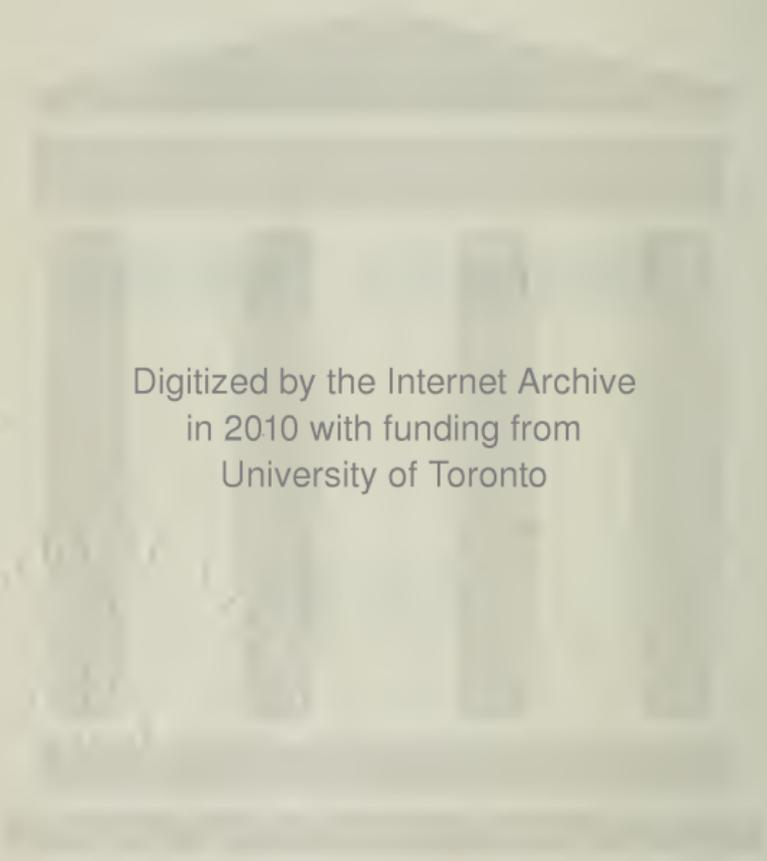 Digitized by the Internet Archive
in 2010 with funding from
University of Toronto